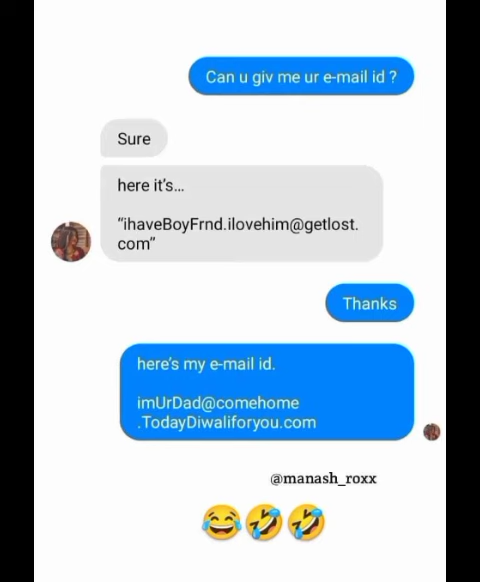 Can u giv me ur e-mail id ?
Sure
here it's...
"ihaveBoyFrnd.ilovehim@getlost.
com"
Thanks
here's my e-mail id.
imUrDad@comehome
.TodayDiwaliforyou.com
@manash_roxx